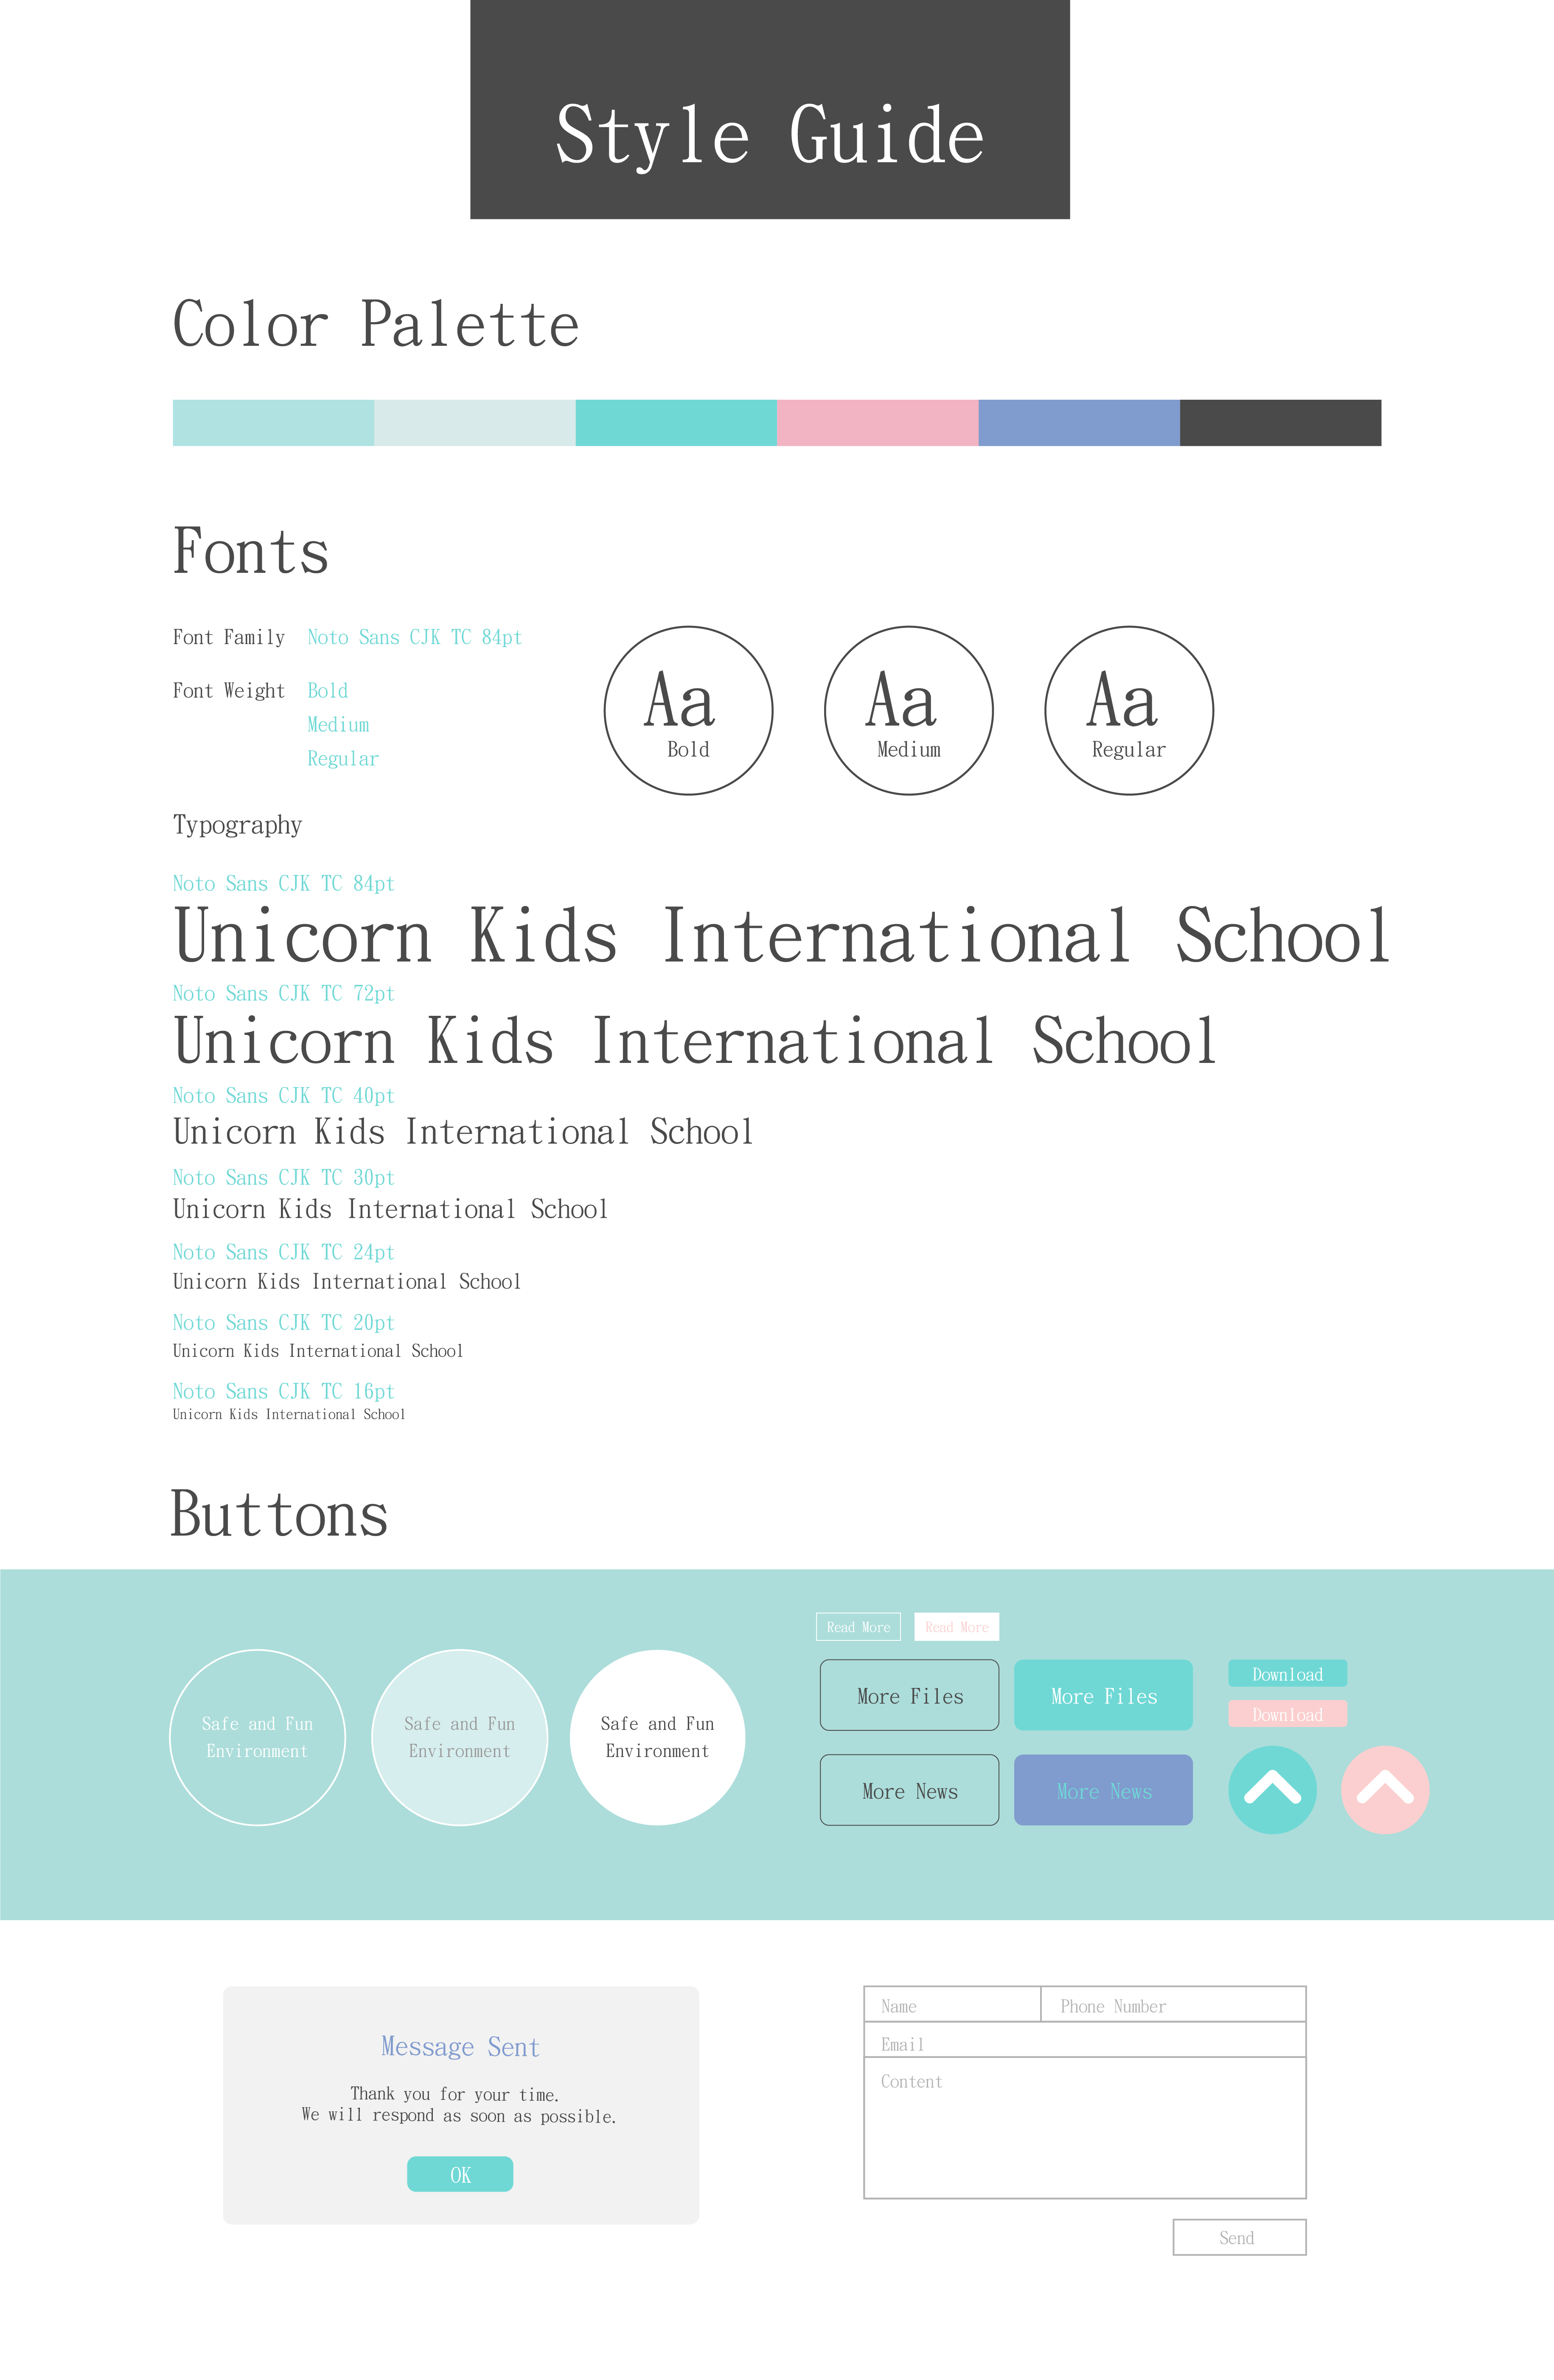 Style Guide
Color Palette
Fonts
Font Family Noto Sans CJK TC 84pt
Font Weight Bold
Medium
Regular
Aa
Bold
Aa
Medium
Aa
Regular
Typography
Noto Sans CJK TC 84pt
Unicorn Kids International School
Noto Sans CJK TC 72pt
Unicorn Kids International School
Noto Sans CJK TC 40pt
Unicorn Kids International School
Noto Sans CJK TC 30pt
Unicorn Kids International School
Noto Sans CJK TC 24pt
Unicorn Kids International School
Noto Sans CJK TC 20pt
Unicorn Kids International School
Noto Sans CJK TC 16pt
Unicorn Kids International School
Buttons
Safe and Fun
Environment
Safe and Fun
Environment
Safe and Fun
Environment
Read More
Read More
More Files
More Files
More News
More News
Download
Download
Message Sent
Thank you for your time.
We will respond as soon as possible.
OK
Name
Phone Number
Email
Content
Send